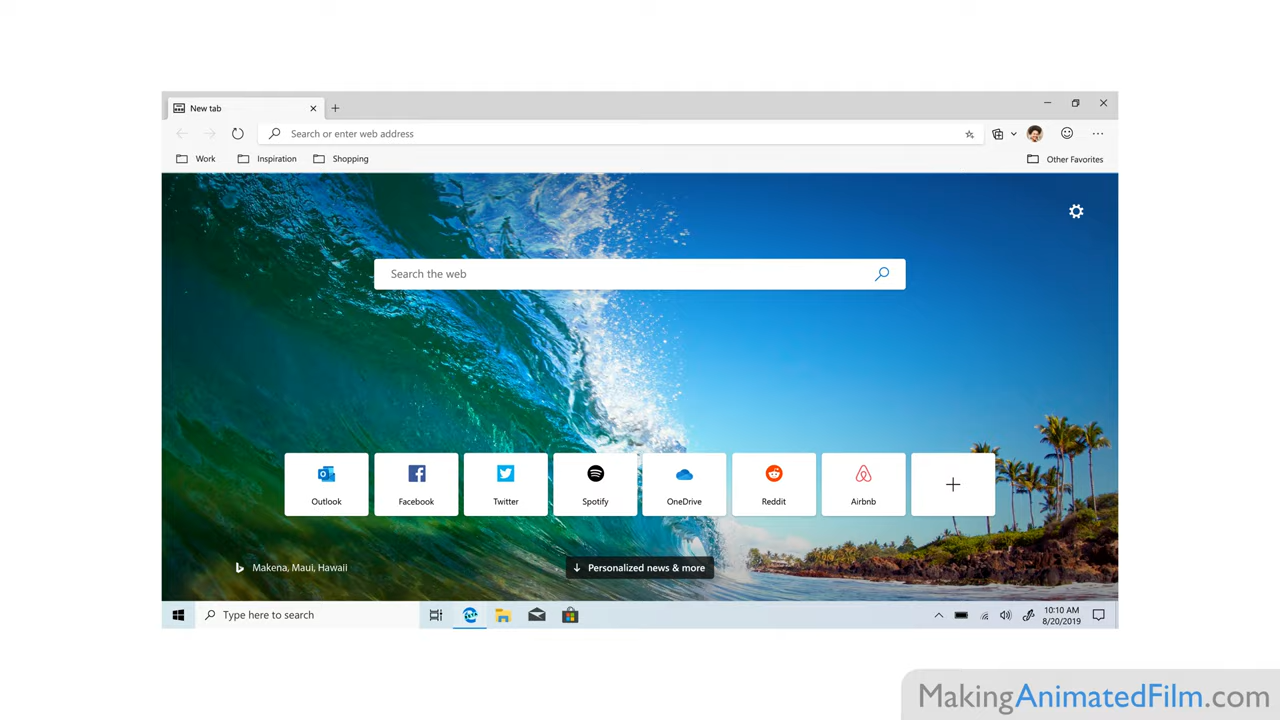 New tab
Search or enter web address
Work Inspiration Shopping Other Favorites
Search the web
Outlook Facebook Twitter Spotify OneDrive Reddit Airbnb
Makena, Maui, Hawaii
Personalized news & more
Type here to search
10:10 AM
8/20/2019
MakingAnimatedFilm.com